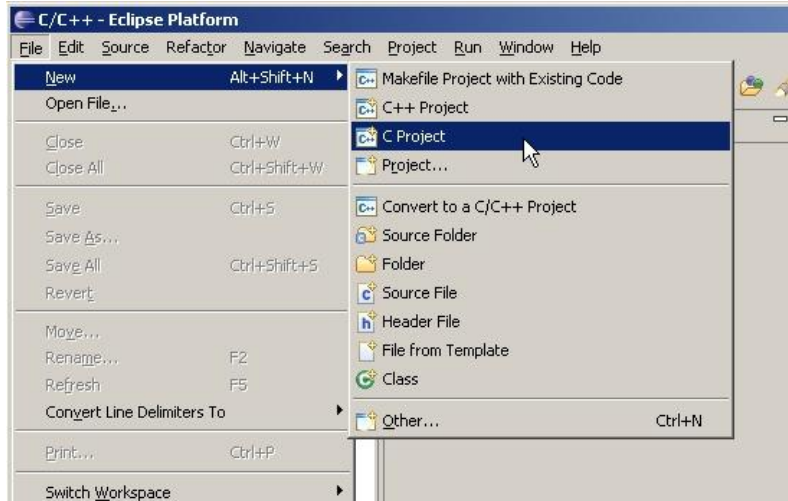 C/C++ - Eclipse Platform
File Edit Source Refactor Navigate Search Project Run Window Help
New Alt+Shift+N
Open File...
Close Ctrl+W
Close All Ctrl+Shift+W
Save Ctrl+S
Save As...
Save All Ctrl+Shift+S
Revert
Move...
Rename... F2
Refresh F5
Convert Line Delimiters To
Print... Ctrl+P
Switch Workspace
Makefile Project with Existing Code
C++ Project
C Project
Project...
Convert to a C/C++ Project
Source Folder
Folder
Source File
Header File
File from Template
Class
Other... Ctrl+N